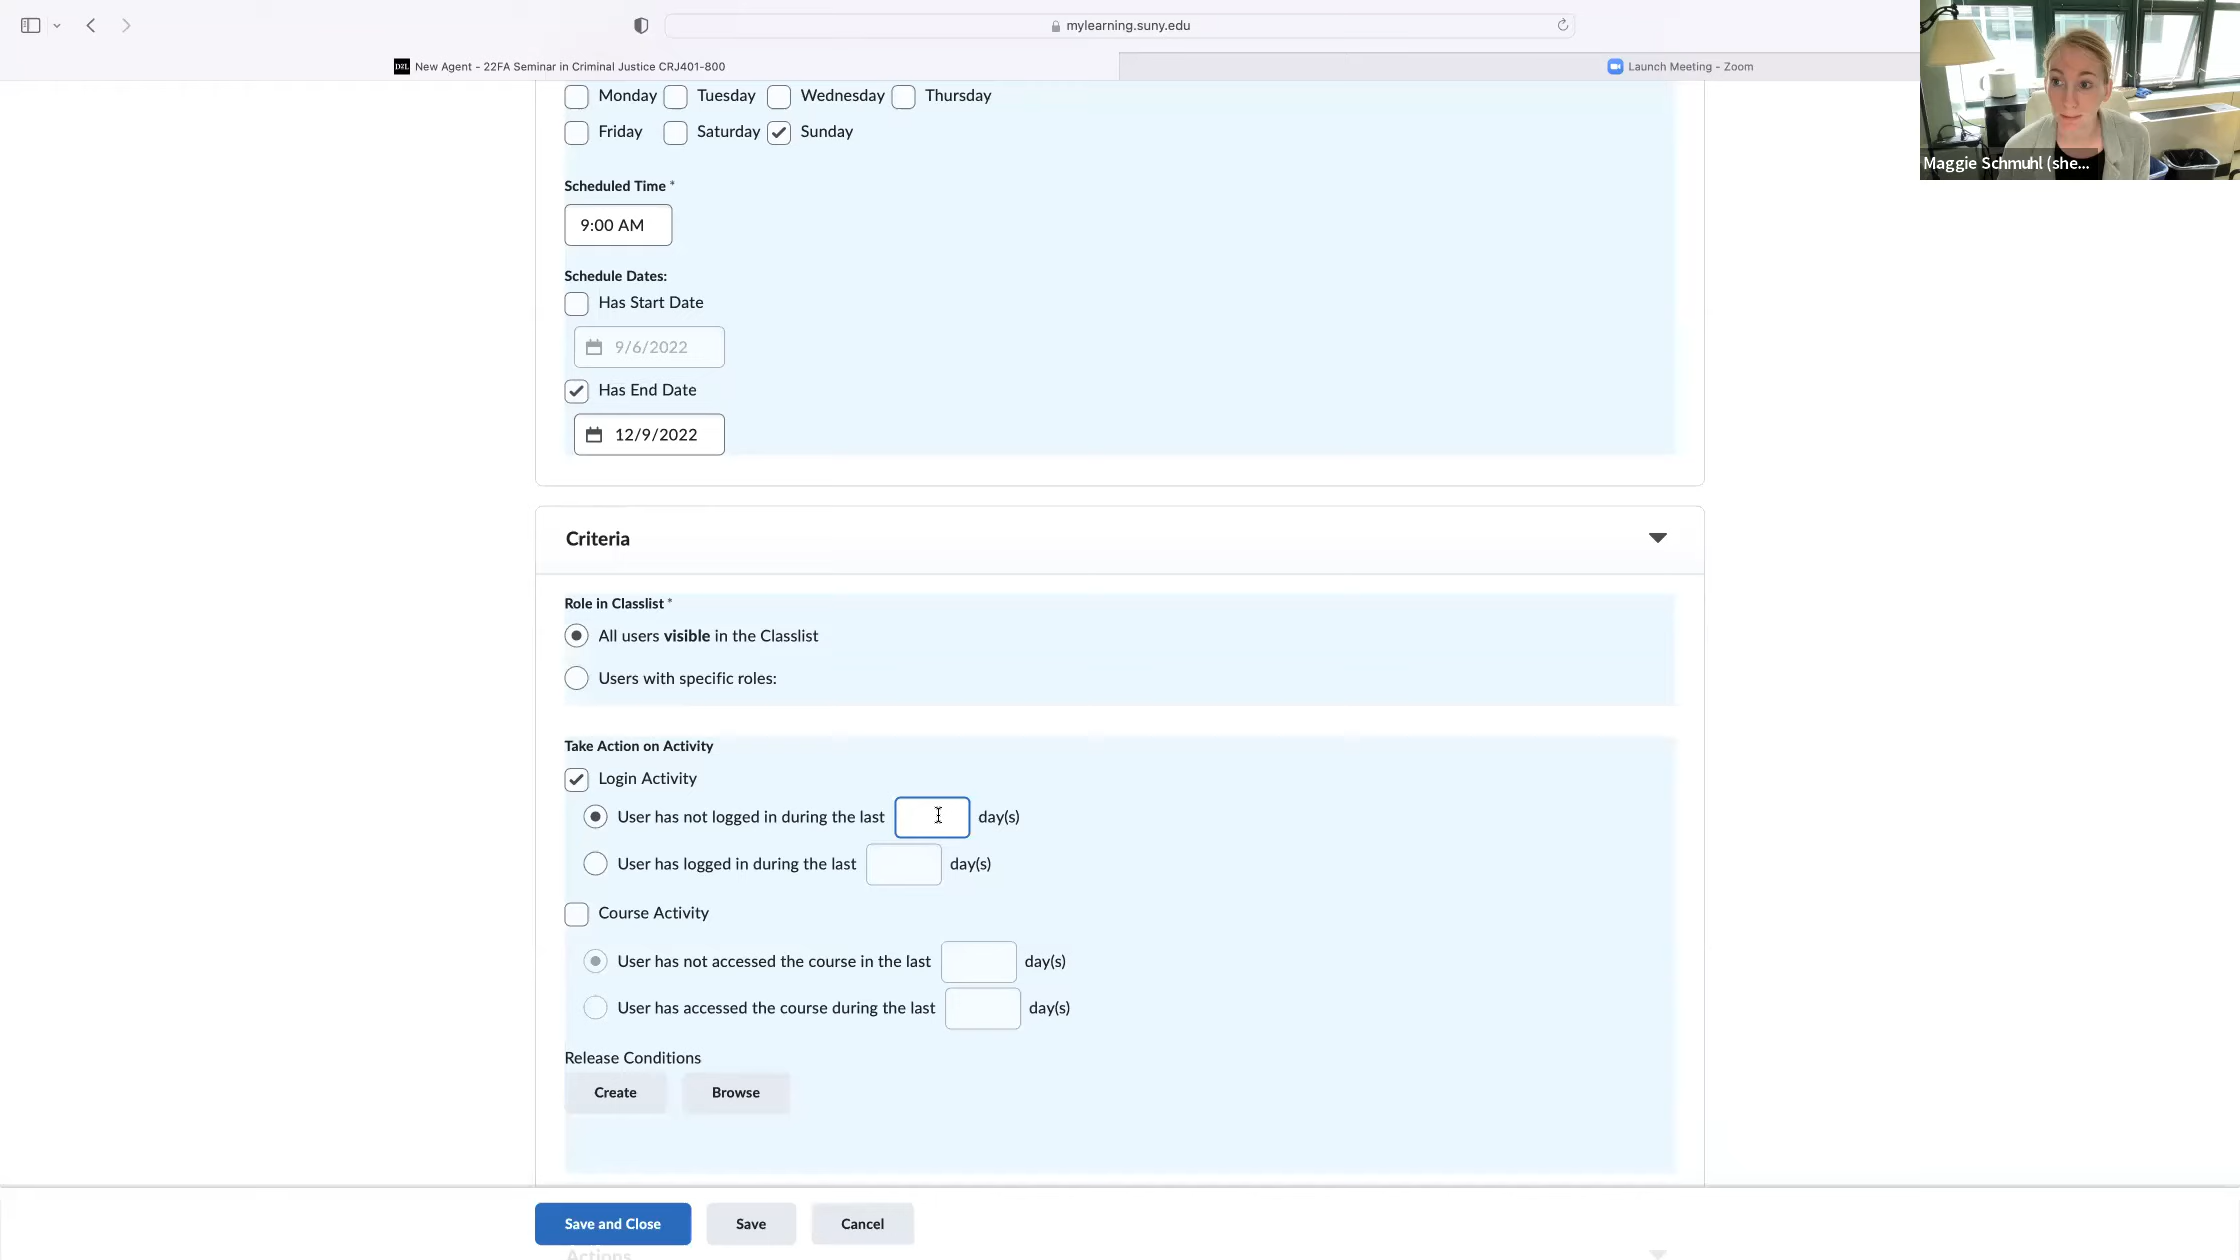 mylearning.suny.edu
D2L New Agent - 22FA Seminar in Criminal Justice CRJ401-800
Launch Meeting - Zoom
Maggie Schmuhl (she...
Monday Tuesday Wednesday Thursday
Friday Saturday Sunday
Scheduled Time *
9:00 AM
Schedule Dates:
Has Start Date
9/6/2022
Has End Date
12/9/2022
Criteria
Role in Classlist *
All users visible in the Classlist
Users with specific roles:
Take Action on Activity
Login Activity
User has not logged in during the last day(s)
User has logged in during the last day(s)
Course Activity
User has not accessed the course in the last day(s)
User has accessed the course during the last day(s)
Release Conditions
Create Browse
Save and Close Save Cancel
Actions